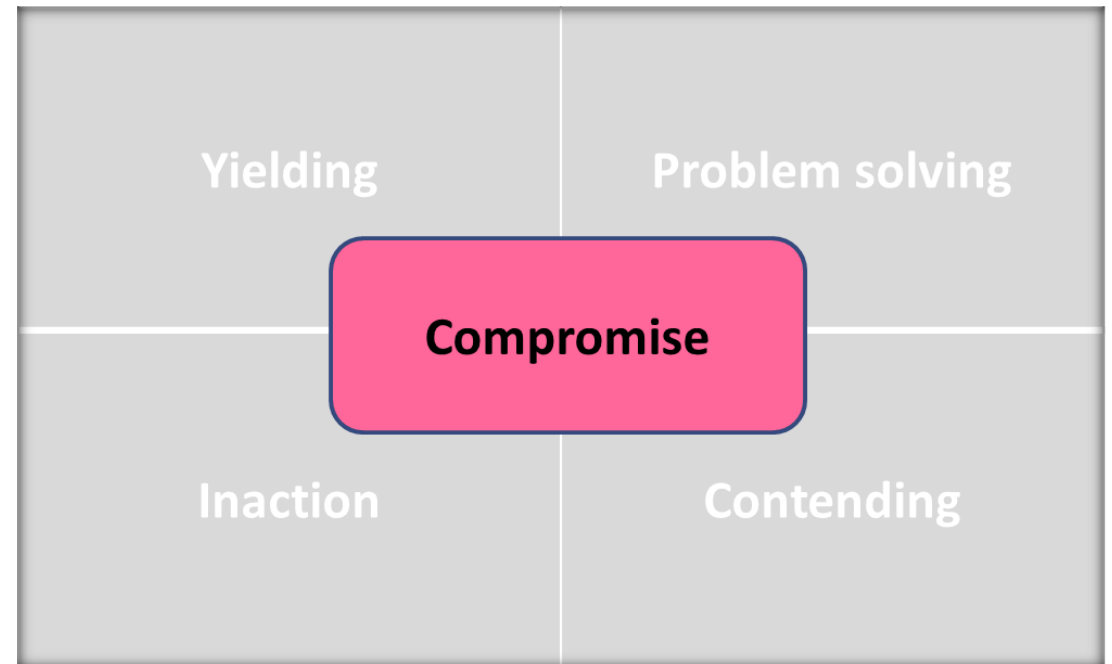 Yielding
Problem solving
Compromise
Inaction
Contending